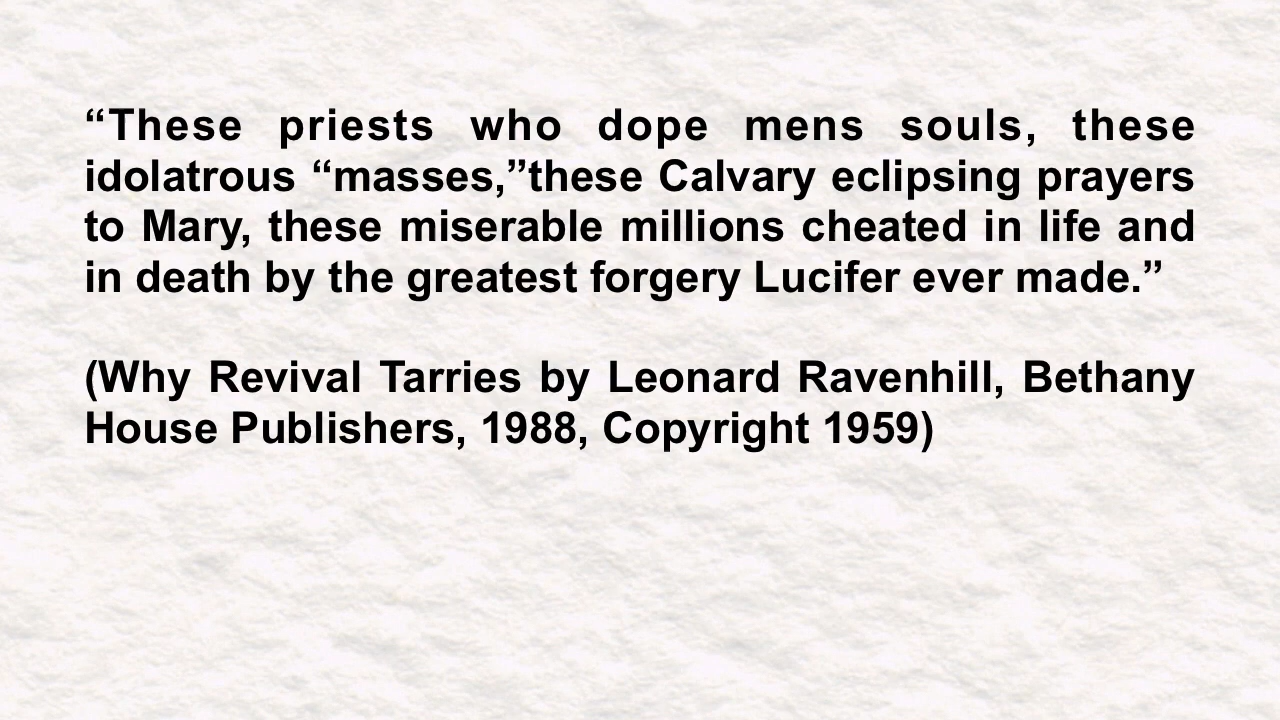 “These priests who dope mens souls, these
idolatrous “masses,”these Calvary eclipsing prayers
to Mary, these miserable millions cheated in life and
in death by the greatest forgery Lucifer ever made.”
(Why Revival Tarries by Leonard Ravenhill, Bethany
House Publishers, 1988, Copyright 1959)